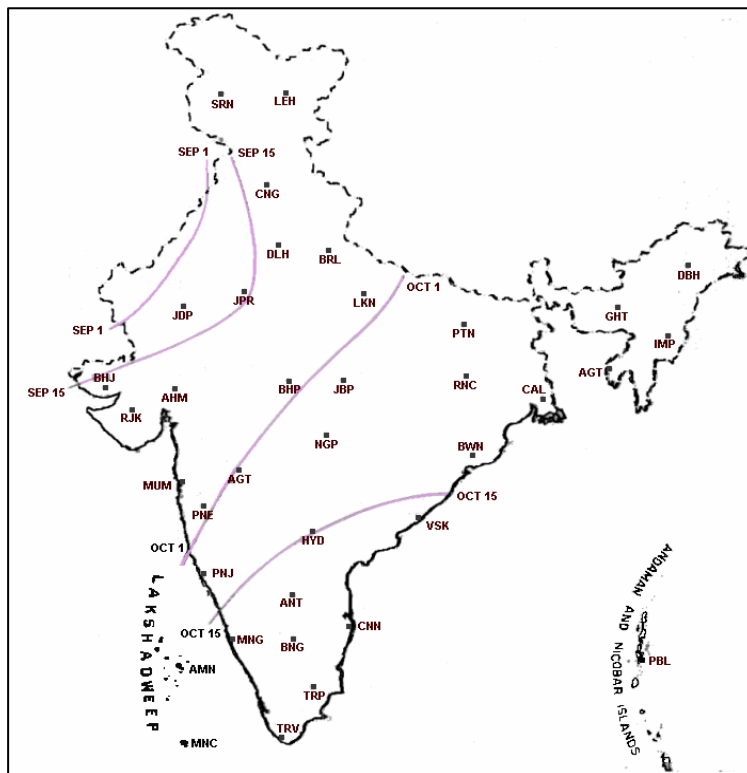 SRN
LEH
SEP 1
SEP 15
CNG
DLH
BRL
DBH
OCT 1
JPR
LKN
JDP
GHT
SEP 1
PTN
IMP
AGT
BHJ
SEP 15
AHM
BHP
JBP
RNC
CAL
RJK
NGP
BWN
AGT
MUM
OCT 15
PNE
VSK
HYD
OCT 1
PNJ
ANT
CNN
OCT 15
MNG
BNG
LAKSHADWEEP
AMN
PBL
ANDAMAN AND NICOBAR ISLANDS
TRP
TRV
MNC